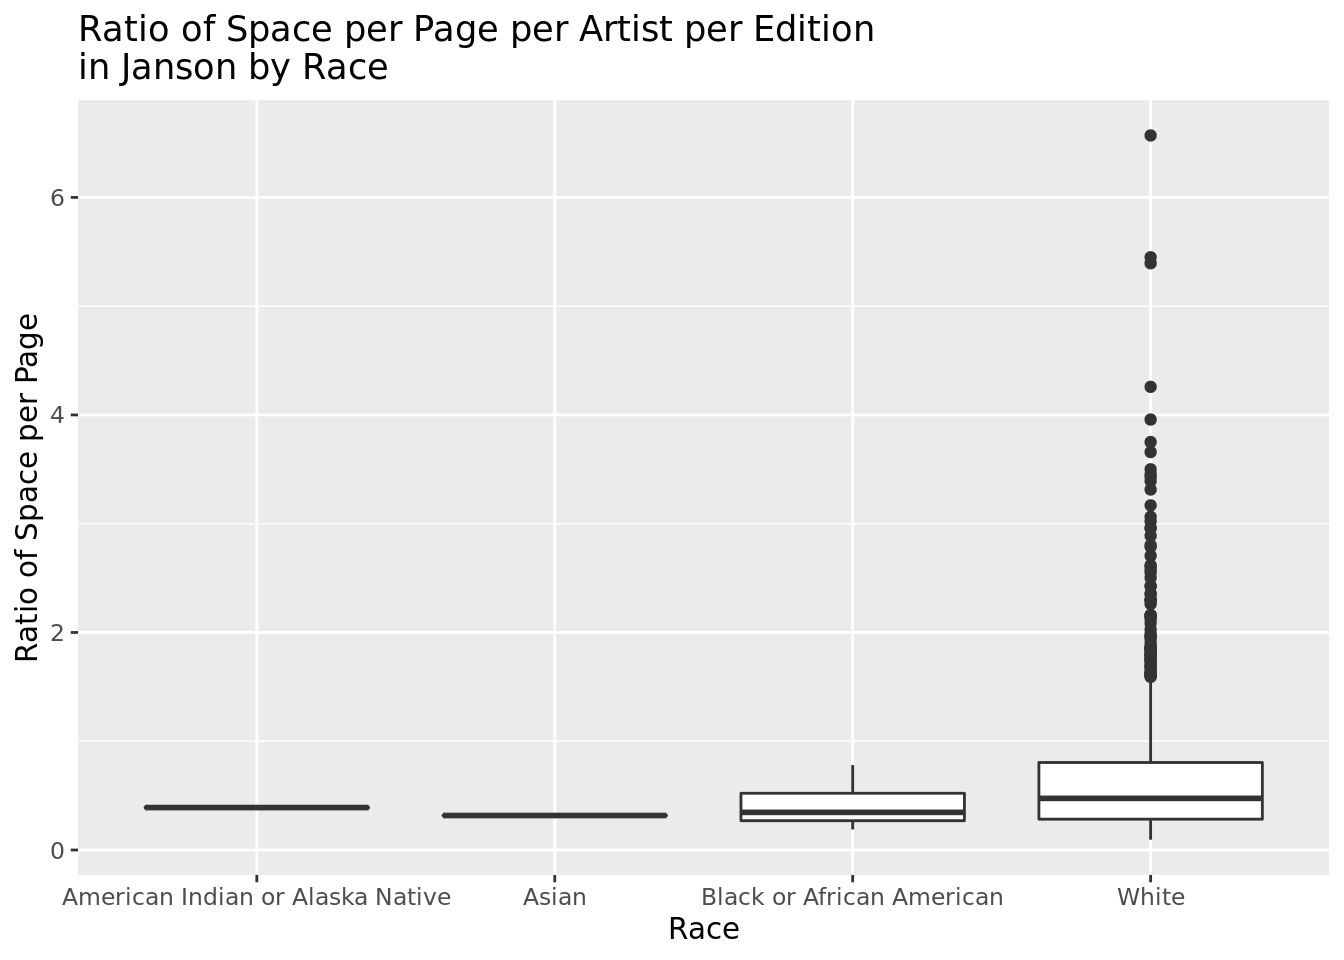 Ratio of Space per Page per Artist per Edition
in Janson by Race
Ratio of Space per Page
6
4
2
0
American Indian or Alaska Native
Asian
Black or African American
White
Race